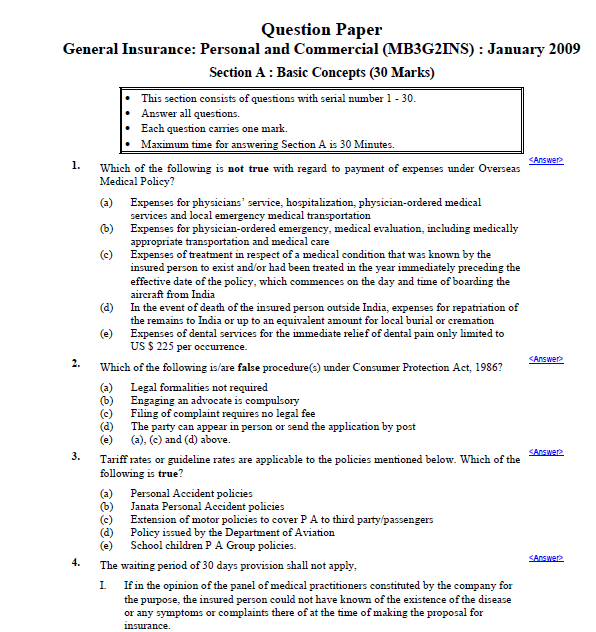 Question Paper
General Insurance: Personal and Commercial (MB3G2INS) : January 2009
Section A : Basic Concepts (30 Marks)
• This section consists of questions with serial number 1 - 30.
• Answer all questions.
• Each question carries one mark.
• Maximum time for answering Section A is 30 Minutes.
<Answer>
1. Which of the following is not true with regard to payment of expenses under Overseas
Medical Policy?
(a) Expenses for physicians' service, hospitalization, physician-ordered medical
services and local emergency medical transportation
(b) Expenses for physician-ordered emergency, medical evaluation, including medically
appropriate transportation and medical care
(c) Expenses of treatment in respect of a medical condition that was known by the
insured person to exist and/or had been treated in the year immediately preceding the
effective date of the policy, which commences on the day and time of boarding the
aircraft from India
(d) In the event of death of the insured person outside India, expenses for repatriation of
the remains to India or up to an equivalent amount for local burial or cremation
(e) Expenses of dental services for the immediate relief of dental pain only limited to
US $ 225 per occurrence.
<Answer>
2. Which of the following is/are false procedure(s) under Consumer Protection Act, 1986?
(a) Legal formalities not required
(b) Engaging an advocate is compulsory
(c) Filing of complaint requires no legal fee
(d) The party can appear in person or send the application by post
(e) (a), (c) and (d) above.
<Answer>
3. Tariff rates or guideline rates are applicable to the policies mentioned below. Which of the
following is true?
(a) Personal Accident policies
(b) Janata Personal Accident policies
(c) Extension of motor policies to cover P A to third party/passengers
(d) Policy issued by the Department of Aviation
(e) School children P A Group policies.
<Answer>
4. The waiting period of 30 days provision shall not apply,
I. If in the opinion of the panel of medical practitioners constituted by the company for
the purpose, the insured person could not have known of the existence of the disease
or any symptoms or complaints there of at the time of making the proposal for
insurance.